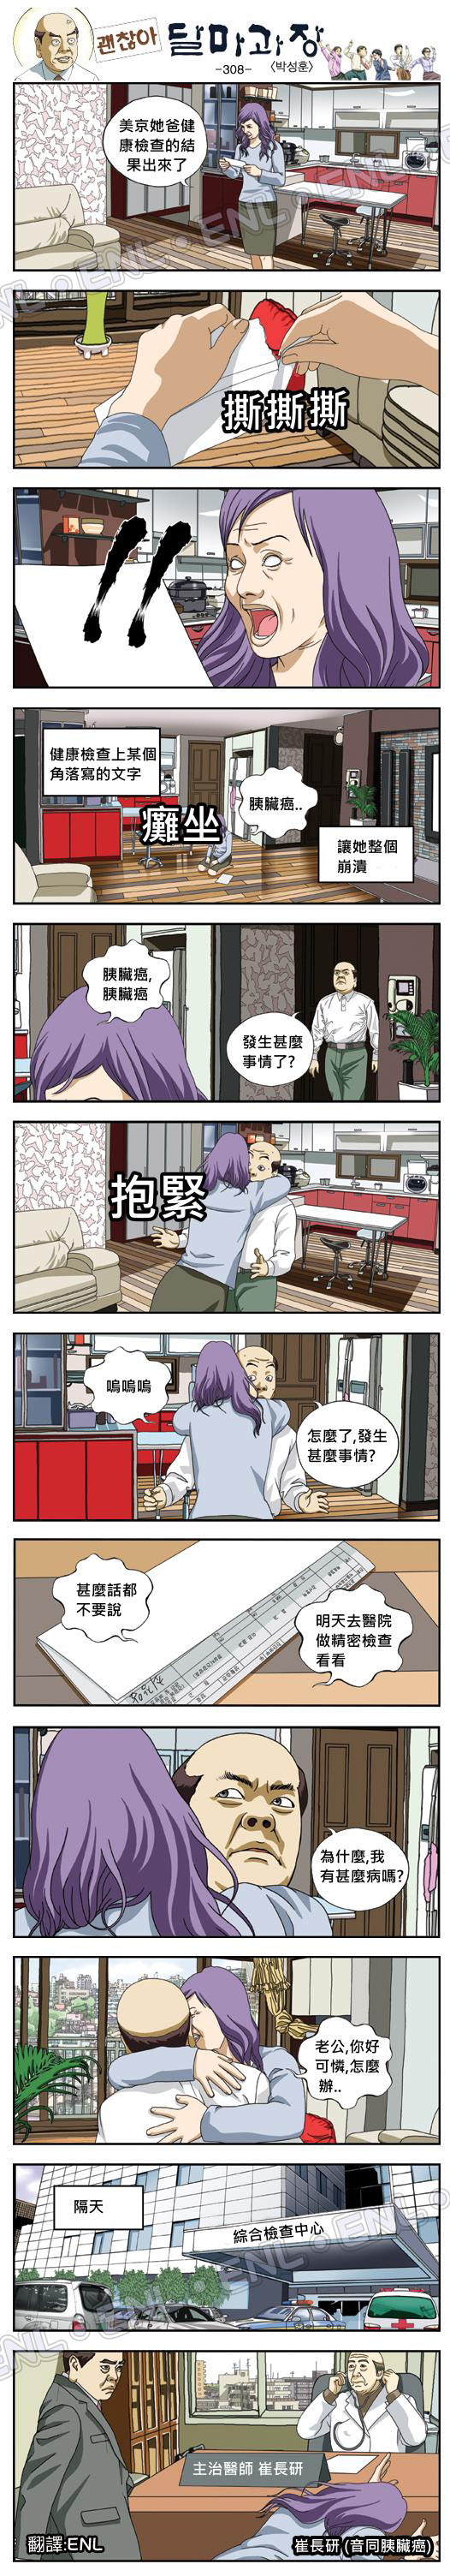 괜찮아 달마과장
-308- 〈박성훈〉
美京她爸健
康檢查的結
果出來了
ENL • ENL • ENL
撕撕撕
健康檢查上某個
角落寫的文字
癱坐
胰臟癌..
讓她整個
崩潰
胰臟癌,
胰臟癌
發生甚麼
事情了?
抱緊
嗚嗚嗚
怎麼了,發生
甚麼事情?
甚麼話都
不要說
明天去醫院
做精密檢查
看看
為什麼,我
有甚麼病嗎?
老公,你好
可憐,怎麼
辦..
隔天
綜合檢查中心
ENL • ENL • ENL
主治醫師 崔長研
翻譯:ENL
崔長研 (音同胰臟癌)